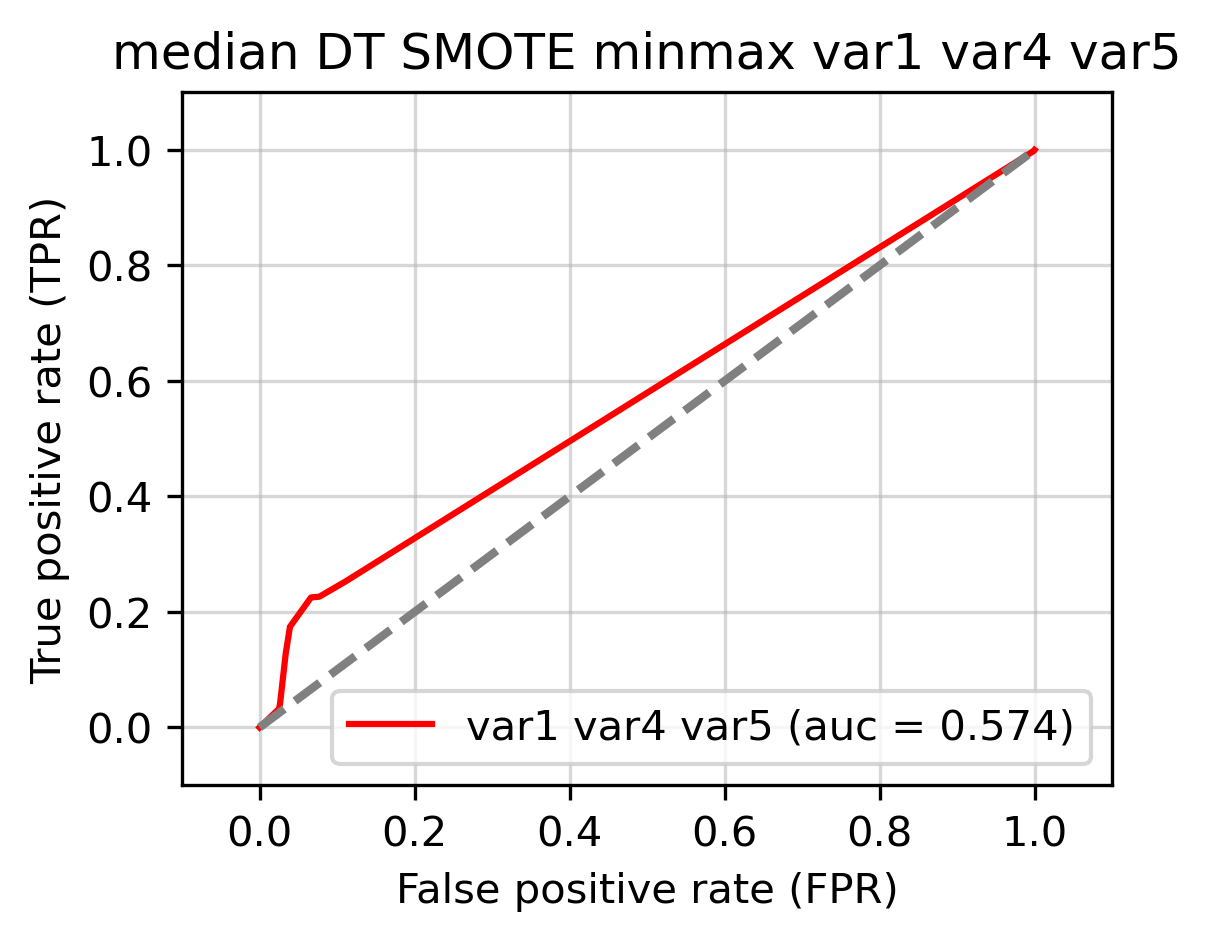 median DT SMOTE minmax var1 var4 var5
True positive rate (TPR)
1.0
0.8
0.6
0.4
0.2
0.0
var1 var4 var5 (auc = 0.574)
0.0 0.2 0.4 0.6 0.8 1.0
False positive rate (FPR)